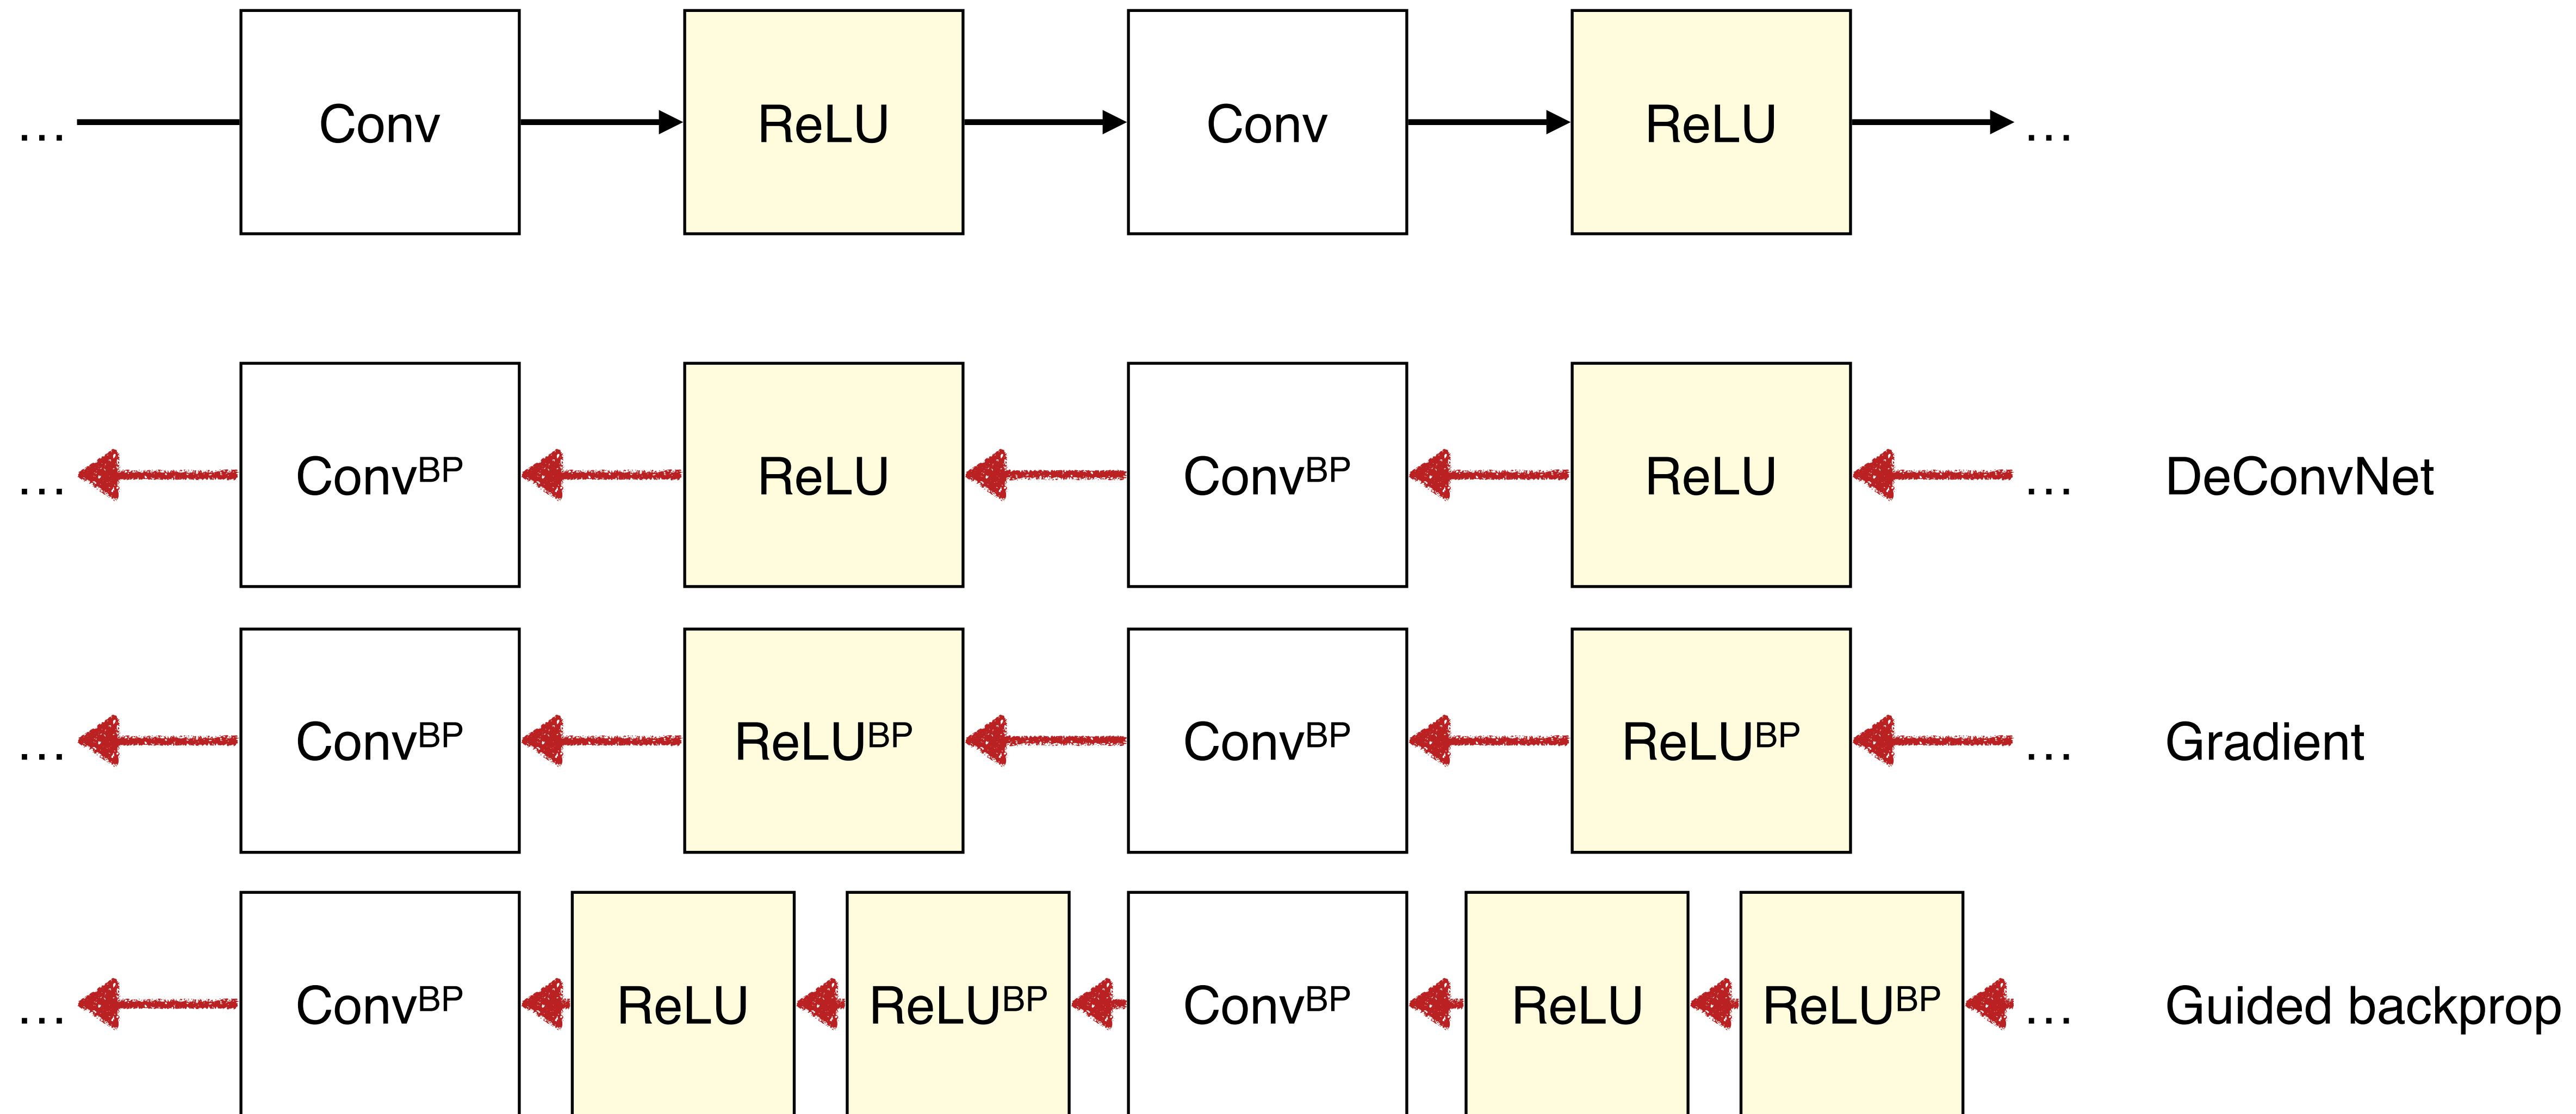 … Conv ReLU Conv ReLU …
… Convᴮᴾ ReLU Convᴮᴾ ReLU … DeConvNet
… Convᴮᴾ ReLUᴮᴾ Convᴮᴾ ReLUᴮᴾ … Gradient
… Convᴮᴾ ReLU ReLUᴮᴾ Convᴮᴾ ReLU ReLUᴮᴾ … Guided backprop